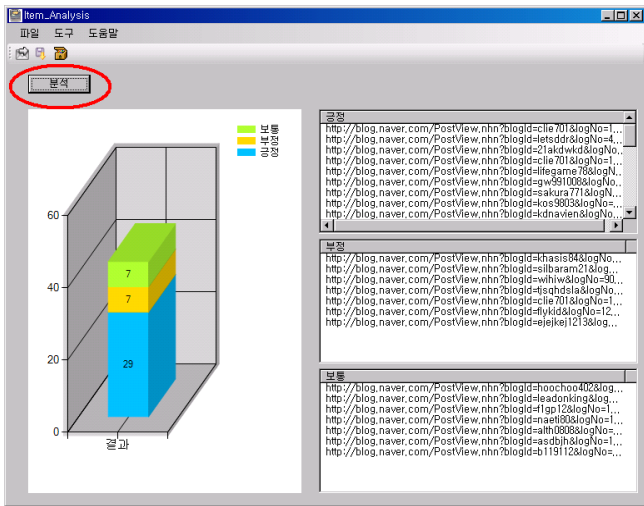 Item_Analysis
파일 도구 도움말
분석
보통
부정
긍정
60
40
20
0
7
7
29
결과
긍정
http://blog.naver.com/PostView.nhn?blogId=clie701&logNo=1,...
http://blog.naver.com/PostView.nhn?blogId=letsddr&logNo=4,...
http://blog.naver.com/PostView.nhn?blogId=21akdwkd&logNo,...
http://blog.naver.com/PostView.nhn?blogId=clie701&logNo=1,...
http://blog.naver.com/PostView.nhn?blogId=lifegame78&logN...
http://blog.naver.com/PostView.nhn?blogId=gw991008&logNo...
http://blog.naver.com/PostView.nhn?blogId=sakura771&logN...
http://blog.naver.com/PostView.nhn?blogId=kos9803&logNo=...
http://blog.naver.com/PostView.nhn?blogId=kdnavien&logNo...
부정
http://blog.naver.com/PostView.nhn?blogId=khasis84&logNo...
http://blog.naver.com/PostView.nhn?blogId=silbaram21&log...
http://blog.naver.com/PostView.nhn?blogId=wihiw&logNo=90...
http://blog.naver.com/PostView.nhn?blogId=tjsqhdsla&logNo...
http://blog.naver.com/PostView.nhn?blogId=clie701&logNo=1...
http://blog.naver.com/PostView.nhn?blogId=flykid&logNo=12...
http://blog.naver.com/PostView.nhn?blogId=ejejkej1213&log...
보통
http://blog.naver.com/PostView.nhn?blogId=hoochoo402&log...
http://blog.naver.com/PostView.nhn?blogId=leadonking&log...
http://blog.naver.com/PostView.nhn?blogId=f1gp12&logNo=1...
http://blog.naver.com/PostView.nhn?blogId=naeti80&logNo=1...
http://blog.naver.com/PostView.nhn?blogId=alth0808&logNo=...
http://blog.naver.com/PostView.nhn?blogId=asdbjh&logNo=1...
http://blog.naver.com/PostView.nhn?blogId=b119112&logNo=...